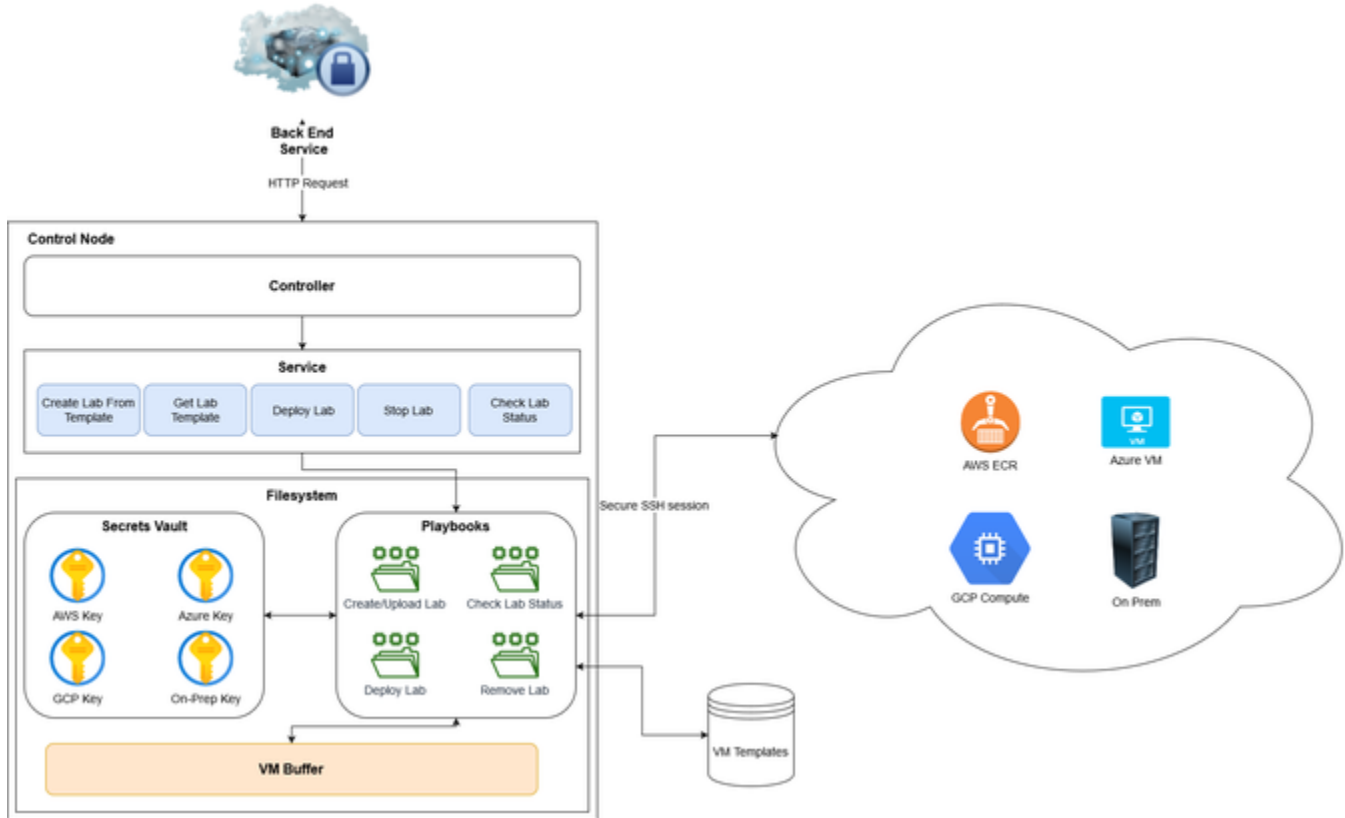 Back End
Service
HTTP Request
Control Node
Controller
Service
Create Lab From
Template
Get Lab
Template
Deploy Lab
Stop Lab
Check Lab
Status
Filesystem
Secrets Vault
AWS Key
Azure Key
GCP Key
On-Prep Key
Playbooks
Create/Upload Lab
Check Lab Status
Deploy Lab
Remove Lab
VM Buffer
Secure SSH session
VM Templates
AWS ECR
VM
Azure VM
GCP Compute
On Prem